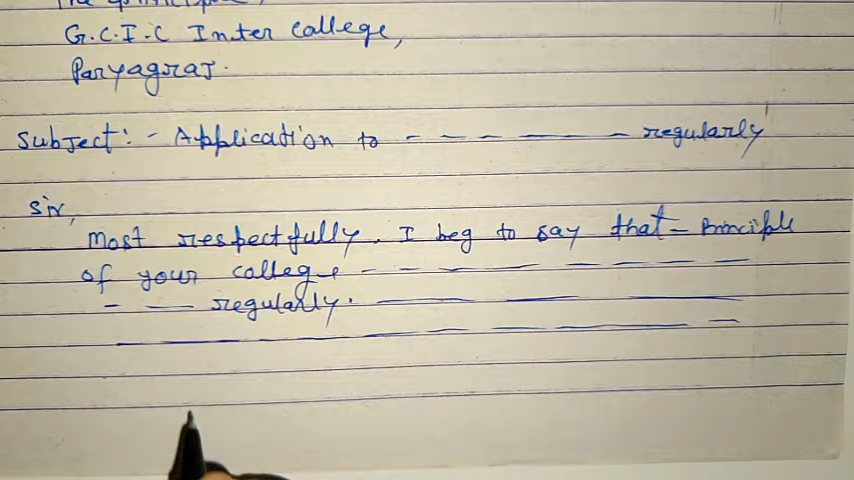 G.C.I.C Inter college,
Paryagraj.
Subject:- Application to - - - — — - regularly
Sir,
Most respectfully. I beg to say that - Principle
of your college - - — — — — — —
- — regularly. — — — —
— — — — — — — -